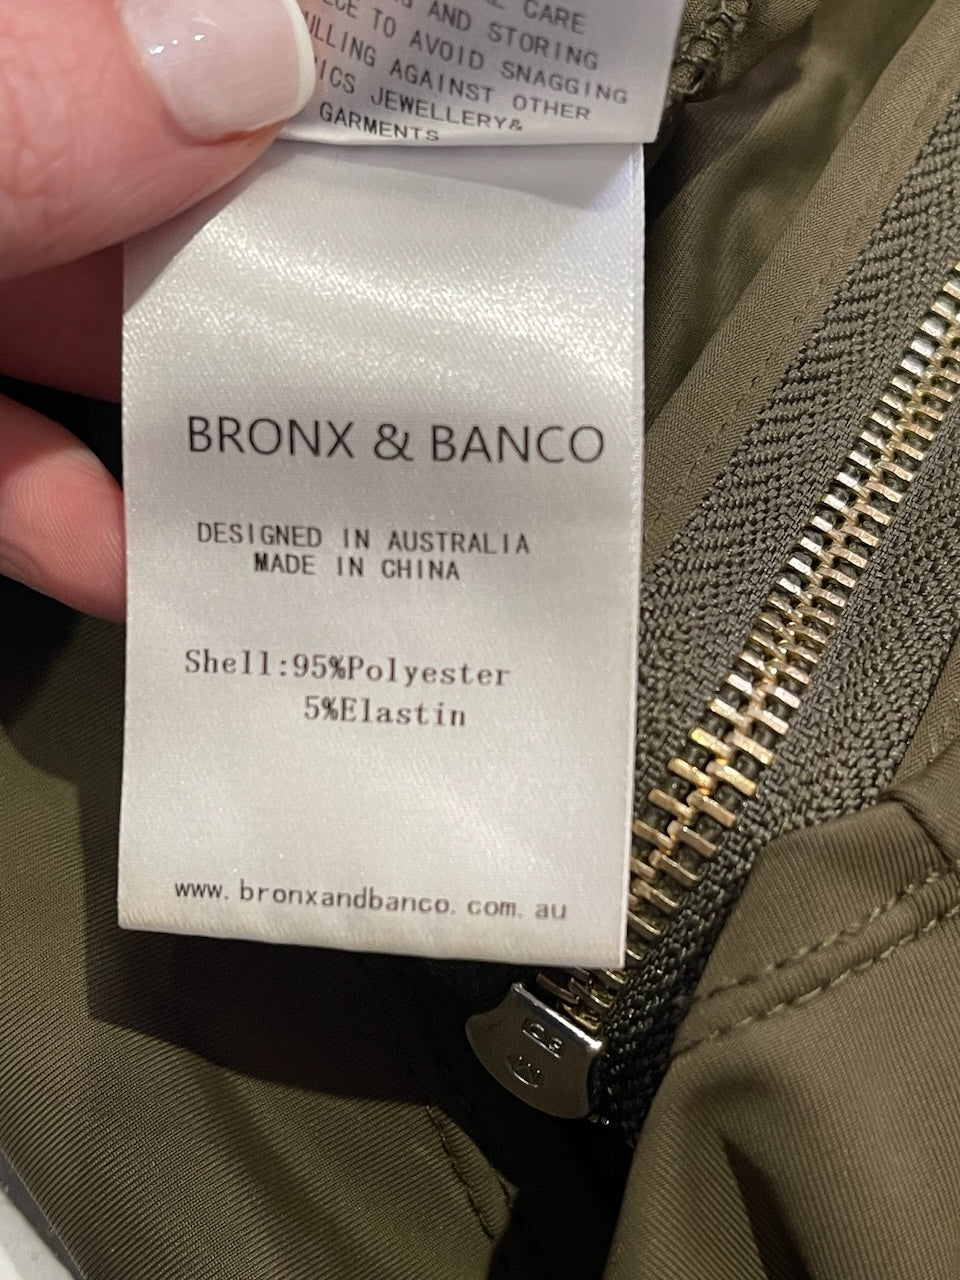 CARE
AND STORING
TO AVOID SNAGGING
AGAINST OTHER
JEWELLERY&
GARMENTS
BRONX & BANCO
DESIGNED IN AUSTRALIA
MADE IN CHINA
Shell:95%Polyester
5%Elastin
www.bronxandbanco.com.au